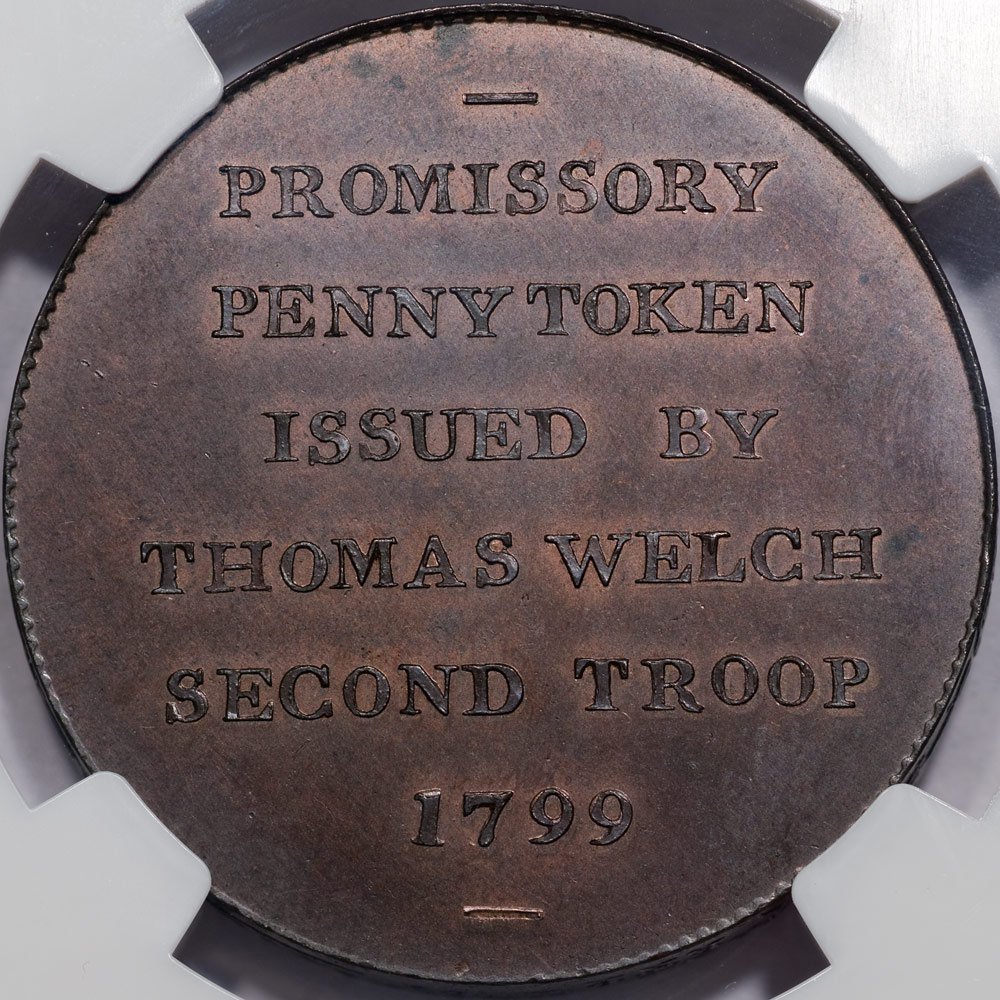 PROMISSORY
PENNY TOKEN
ISSUED BY
THOMAS WELCH
SECOND TROOP
1799